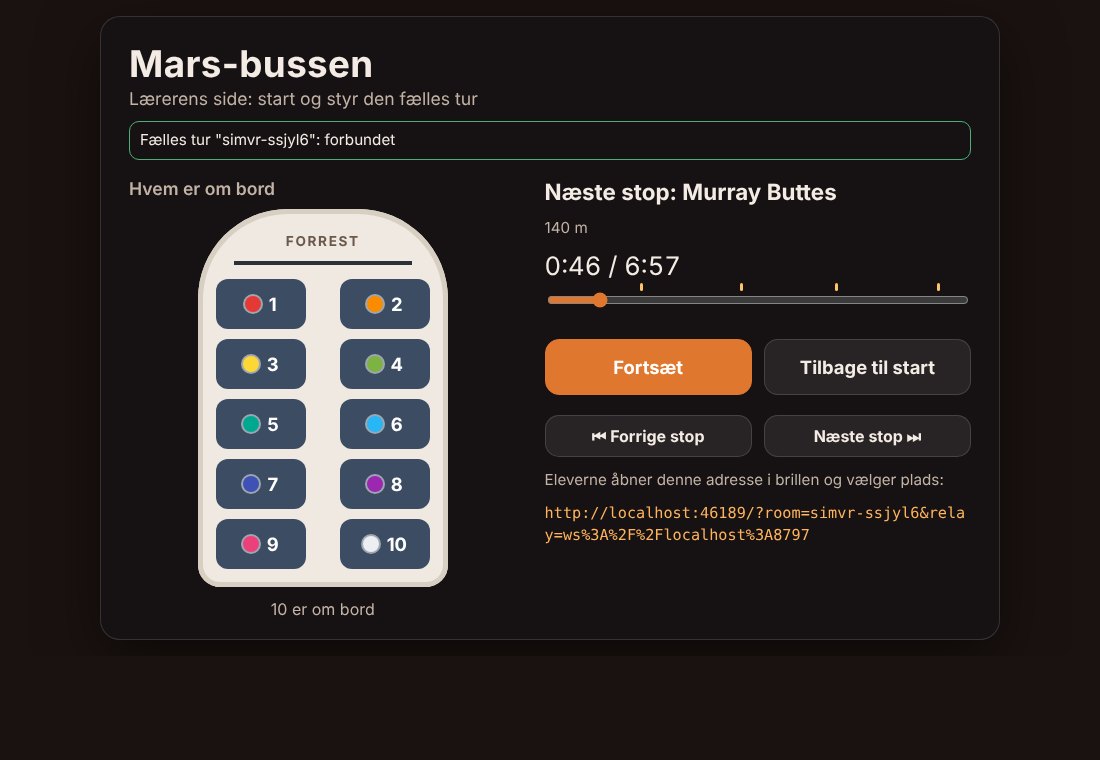 Mars-bussen
Lærerens side: start og styr den fælles tur
Fælles tur "simvr-ssjyl6": forbundet
Hvem er om bord
FORREST
1
2
3
4
5
6
7
8
9
10
10 er om bord
Næste stop: Murray Buttes
140 m
0:46 / 6:57
Fortsæt
Tilbage til start
⏮ Forrige stop
Næste stop ⏭
Eleverne åbner denne adresse i brillen og vælger plads:
http://localhost:46189/?room=simvr-ssjyl6&rela
y=ws%3A%2F%2Flocalhost%3A8797